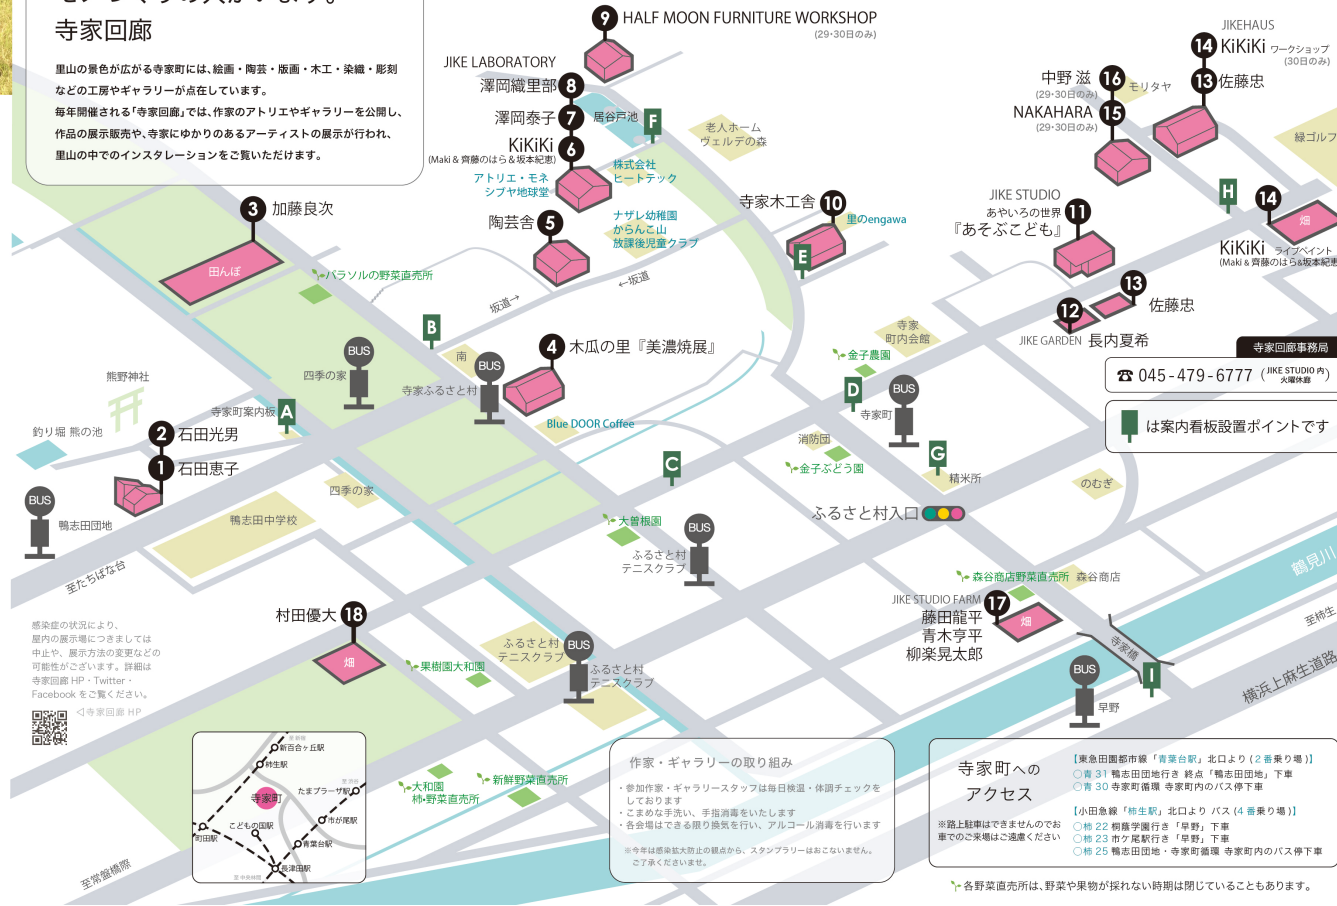 寺家回廊
里山の景色が広がる寺家町には、絵画・陶芸・版画・木工・染織・彫刻
などの工房やギャラリーが点在しています。
毎年開催される「寺家回廊」では、作家のアトリエやギャラリーを公開し、
作品の展示販売や、寺家にゆかりのあるアーティストの展示が行われ、
里山の中でのインスタレーションをご覧いただけます。
9 HALF MOON FURNITURE WORKSHOP
(29・30日のみ)
JIKE LABORATORY
澤岡織里部 8
澤岡泰子 7
KiKiKi 6
(Maki & 齊藤のはら & 坂本紀恵)
アトリエ・モネ
シブヤ地球堂
居谷戸池
F
株式会社
ヒートテック
老人ホーム
ヴェルデの森
JIKEHAUS
14 KiKiKi ワークショップ
(30日のみ)
13 佐藤忠
中野 滋 16
(29・30日のみ)
NAKAHARA 15
(29・30日のみ)
モリタヤ
緑ゴルフ
H
14
畑
KiKiKi ライブペイント
(Maki & 齊藤のはら&坂本紀恵
3 加藤良次
田んぼ
パラソルの野菜直売所
陶芸舎 5
ナザレ幼稚園
からんこ山
放課後児童クラブ
←坂道
坂道→
寺家木工舎 10
里のengawa
E
JIKE STUDIO
あやいろの世界
『あそぶこども』
11
13
佐藤忠
12
JIKE GARDEN 長内夏希
寺家
町内会館
B
南
BUS
四季の家
BUS
寺家ふるさと村
4 木瓜の里『美濃焼展』
Blue DOOR Coffee
金子農園
D
BUS
寺家町
寺家回廊事務局
☎ 045-479-6777 (JIKE STUDIO 内
火曜休廊)
は案内看板設置ポイントです
熊野神社
寺家町案内板
A
釣り堀 熊の池
2 石田光男
1 石田恵子
BUS
鴨志田団地
鴨志田中学校
四季の家
至たちばな台
C
大曽根園
BUS
ふるさと村
テニスクラブ
消防団
金子ぶどう園
G
精米所
のむぎ
ふるさと村入口
森谷商店野菜直売所
森谷商店
鶴見川
至柿生
横浜上麻生道路
JIKE STUDIO FARM 17
藤田龍平
青木亨平
柳楽晃太郎
畑
寺家橋
I
BUS
早野
感染症の状況により、
屋内の展示場につきましては
中止や、展示方法の変更などの
可能性がございます。詳細は
寺家回廊 HP・Twitter・
Facebook をご覧ください。
◁寺家回廊 HP
村田優大 18
畑
果樹園大和園
ふるさと村
テニスクラブ
BUS
ふるさと村
テニスクラブ
大和園
柿・野菜直売所
新鮮野菜直売所
至常盤橋際
新百合ヶ丘駅
柿生駅
寺家町
たまプラーザ駅
町田駅
こどもの国駅
市が尾駅
青葉台駅
長津田駅
作家・ギャラリーの取り組み
・参加作家・ギャラリースタッフは毎日検温・体調チェックを
しております
・こまめな手洗い、手指消毒をいたします
・各会場はできる限り換気を行い、アルコール消毒を行います
※今年は感染拡大防止の観点から、スタンプラリーはおこないません。
ご了承くださいませ。
寺家町への
アクセス
※路上駐車はできませんのでお
車でのご来場はご遠慮ください
【東急田園都市線「青葉台駅」北口より (2 番乗り場)】
○青 31 鴨志田団地行き 終点「鴨志田団地」下車
○青 30 寺家町循環 寺家町内のバス停下車
【小田急線「柿生駅」北口より バス (4 番乗り場)】
○柿 22 桐蔭学園行き「早野」下車
○柿 23 市ケ尾駅行き「早野」下車
○柿 25 鴨志田団地・寺家町循環 寺家町内のバス停下車
各野菜直売所は、野菜や果物が採れない時期は閉じていることもあります。